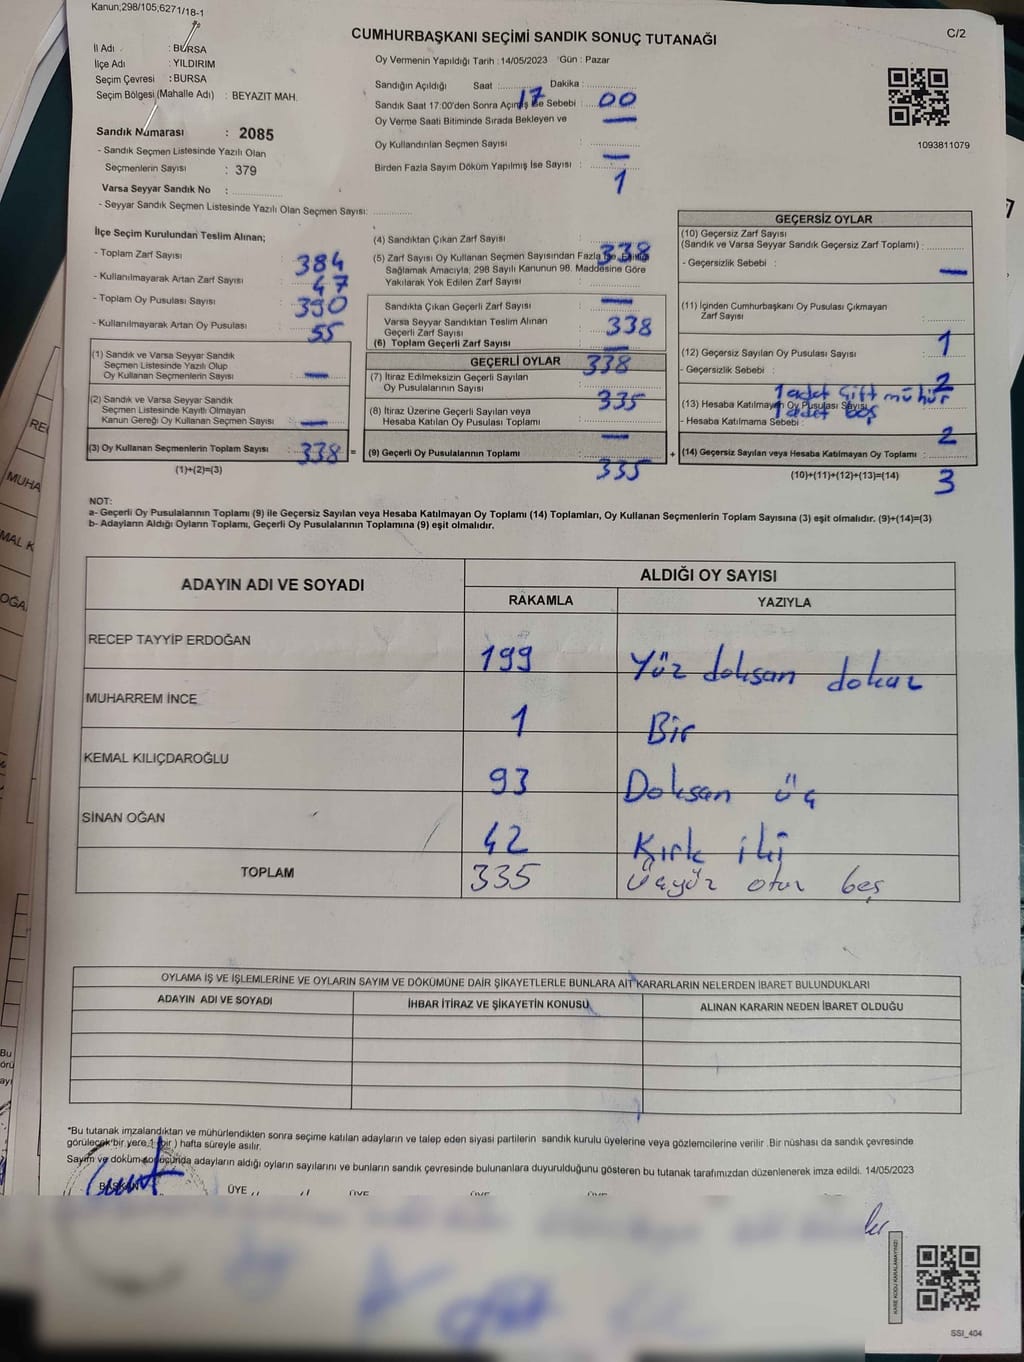 Kanun;298/105;6271/18-1
CUMHURBAŞKANI SEÇİMİ SANDIK SONUÇ TUTANAĞI
C/2
İl Adı : BURSA
İlçe Adı : YILDIRIM
Seçim Çevresi : BURSA
Seçim Bölgesi (Mahalle Adı) : BEYAZIT MAH.
Sandık Numarası : 2085
- Sandık Seçmen Listesinde Yazılı Olan
Seçmenlerin Sayısı : 379
Varsa Seyyar Sandık No :
- Seyyar Sandık Seçmen Listesinde Yazılı Olan Seçmen Sayısı:
Oy Vermenin Yapıldığı Tarih : 14/05/2023 Gün : Pazar
Sandığın Açıldığı Saat : 17 Dakika : 00
Sandık Saat 17:00'den Sonra Açılmış İse Sebebi : —
Oy Verme Saati Bitiminde Sırada Bekleyen ve
Oy Kullandırılan Seçmen Sayısı : —
Birden Fazla Sayım Döküm Yapılmış İse Sayısı : 1
1093811079
İlçe Seçim Kurulundan Teslim Alınan;
- Toplam Zarf Sayısı : 384
- Kullanılmayarak Artan Zarf Sayısı : 47
- Toplam Oy Pusulası Sayısı : 390
- Kullanılmayarak Artan Oy Pusulası : 55
(1) Sandık ve Varsa Seyyar Sandık
Seçmen Listesinde Yazılı Olup
Oy Kullanan Seçmenlerin Sayısı : —
(2) Sandık ve Varsa Seyyar Sandık
Seçmen Listesinde Kayıtlı Olmayan
Kanun Gereği Oy Kullanan Seçmen Sayısı : —
(3) Oy Kullanan Seçmenlerin Toplam Sayısı : 338 =
(1)+(2)=(3)
(4) Sandıktan Çıkan Zarf Sayısı : 338
(5) Zarf Sayısı Oy Kullanan Seçmen Sayısından Fazla İse, Eşitliği
Sağlamak Amacıyla; 298 Sayılı Kanunun 98. Maddesine Göre
Yakılarak Yok Edilen Zarf Sayısı : —
Sandıkta Çıkan Geçerli Zarf Sayısı : 338
Varsa Seyyar Sandıktan Teslim Alınan
Geçerli Zarf Sayısı :
(6) Toplam Geçerli Zarf Sayısı : 338
GEÇERLİ OYLAR
(7) İtiraz Edilmeksizin Geçerli Sayılan
Oy Pusulalarının Sayısı : 335
(8) İtiraz Üzerine Geçerli Sayılan veya
Hesaba Katılan Oy Pusulası Toplamı : —
(9) Geçerli Oy Pusulalarının Toplamı : 335 +
GEÇERSİZ OYLAR
(10) Geçersiz Zarf Sayısı
(Sandık ve Varsa Seyyar Sandık Geçersiz Zarf Toplamı) : —
- Geçersizlik Sebebi :
(11) İçinden Cumhurbaşkanı Oy Pusulası Çıkmayan
Zarf Sayısı : 1
(12) Geçersiz Sayılan Oy Pusulası Sayısı : 2
- Geçersizlik Sebebi : 1 adet çift mühür
1 adet boş
(13) Hesaba Katılmayan Oy Pusulası Sayısı : 2
- Hesaba Katılmama Sebebi :
(14) Geçersiz Sayılan veya Hesaba Katılmayan Oy Toplamı : 3
(10)+(11)+(12)+(13)=(14)
NOT:
a- Geçerli Oy Pusulalarının Toplamı (9) ile Geçersiz Sayılan veya Hesaba Katılmayan Oy Toplamı (14) Toplamları, Oy Kullanan Seçmenlerin Toplam Sayısına (3) eşit olmalıdır. (9)+(14)=(3)
b- Adayların Aldığı Oyların Toplamı, Geçerli Oy Pusulalarının Toplamına (9) eşit olmalıdır.
ADAYIN ADI VE SOYADI
ALDIĞI OY SAYISI
RAKAMLA YAZIYLA
RECEP TAYYİP ERDOĞAN 199 Yüz doksan dokuz
MUHARREM İNCE 1 Bir
KEMAL KILIÇDAROĞLU 93 Doksan üç
SİNAN OĞAN 42 Kırk iki
TOPLAM 335 Üçyüz otuz beş
OYLAMA İŞ VE İŞLEMLERİNE VE OYLARIN SAYIM VE DÖKÜMÜNE DAİR ŞİKAYETLERLE BUNLARA AİT KARARLARIN NELERDEN İBARET BULUNDUKLARI
ADAYIN ADI VE SOYADI İHBAR İTİRAZ VE ŞİKAYETİN KONUSU ALINAN KARARIN NEDEN İBARET OLDUĞU
*Bu tutanak imzalandıktan ve mühürlendikten sonra seçime katılan adayların ve talep eden siyasi partilerin sandık kurulu üyelerine veya gözlemcilerine verilir .Bir nüshası da sandık çevresinde
görülecek bir yere 1 (bir ) hafta süreyle asılır.
Sayım ve döküm sonucunda adayların aldığı oyların sayılarını ve bunların sandık çevresinde bulunanlara duyurulduğunu gösteren bu tutanak tarafımızdan düzenlenerek imza edildi. 14/05/2023
BAŞKAN ÜYE ÜYE ÜYE ÜYE
KARE KODU KARALAMAYINIZ!
SSI_404